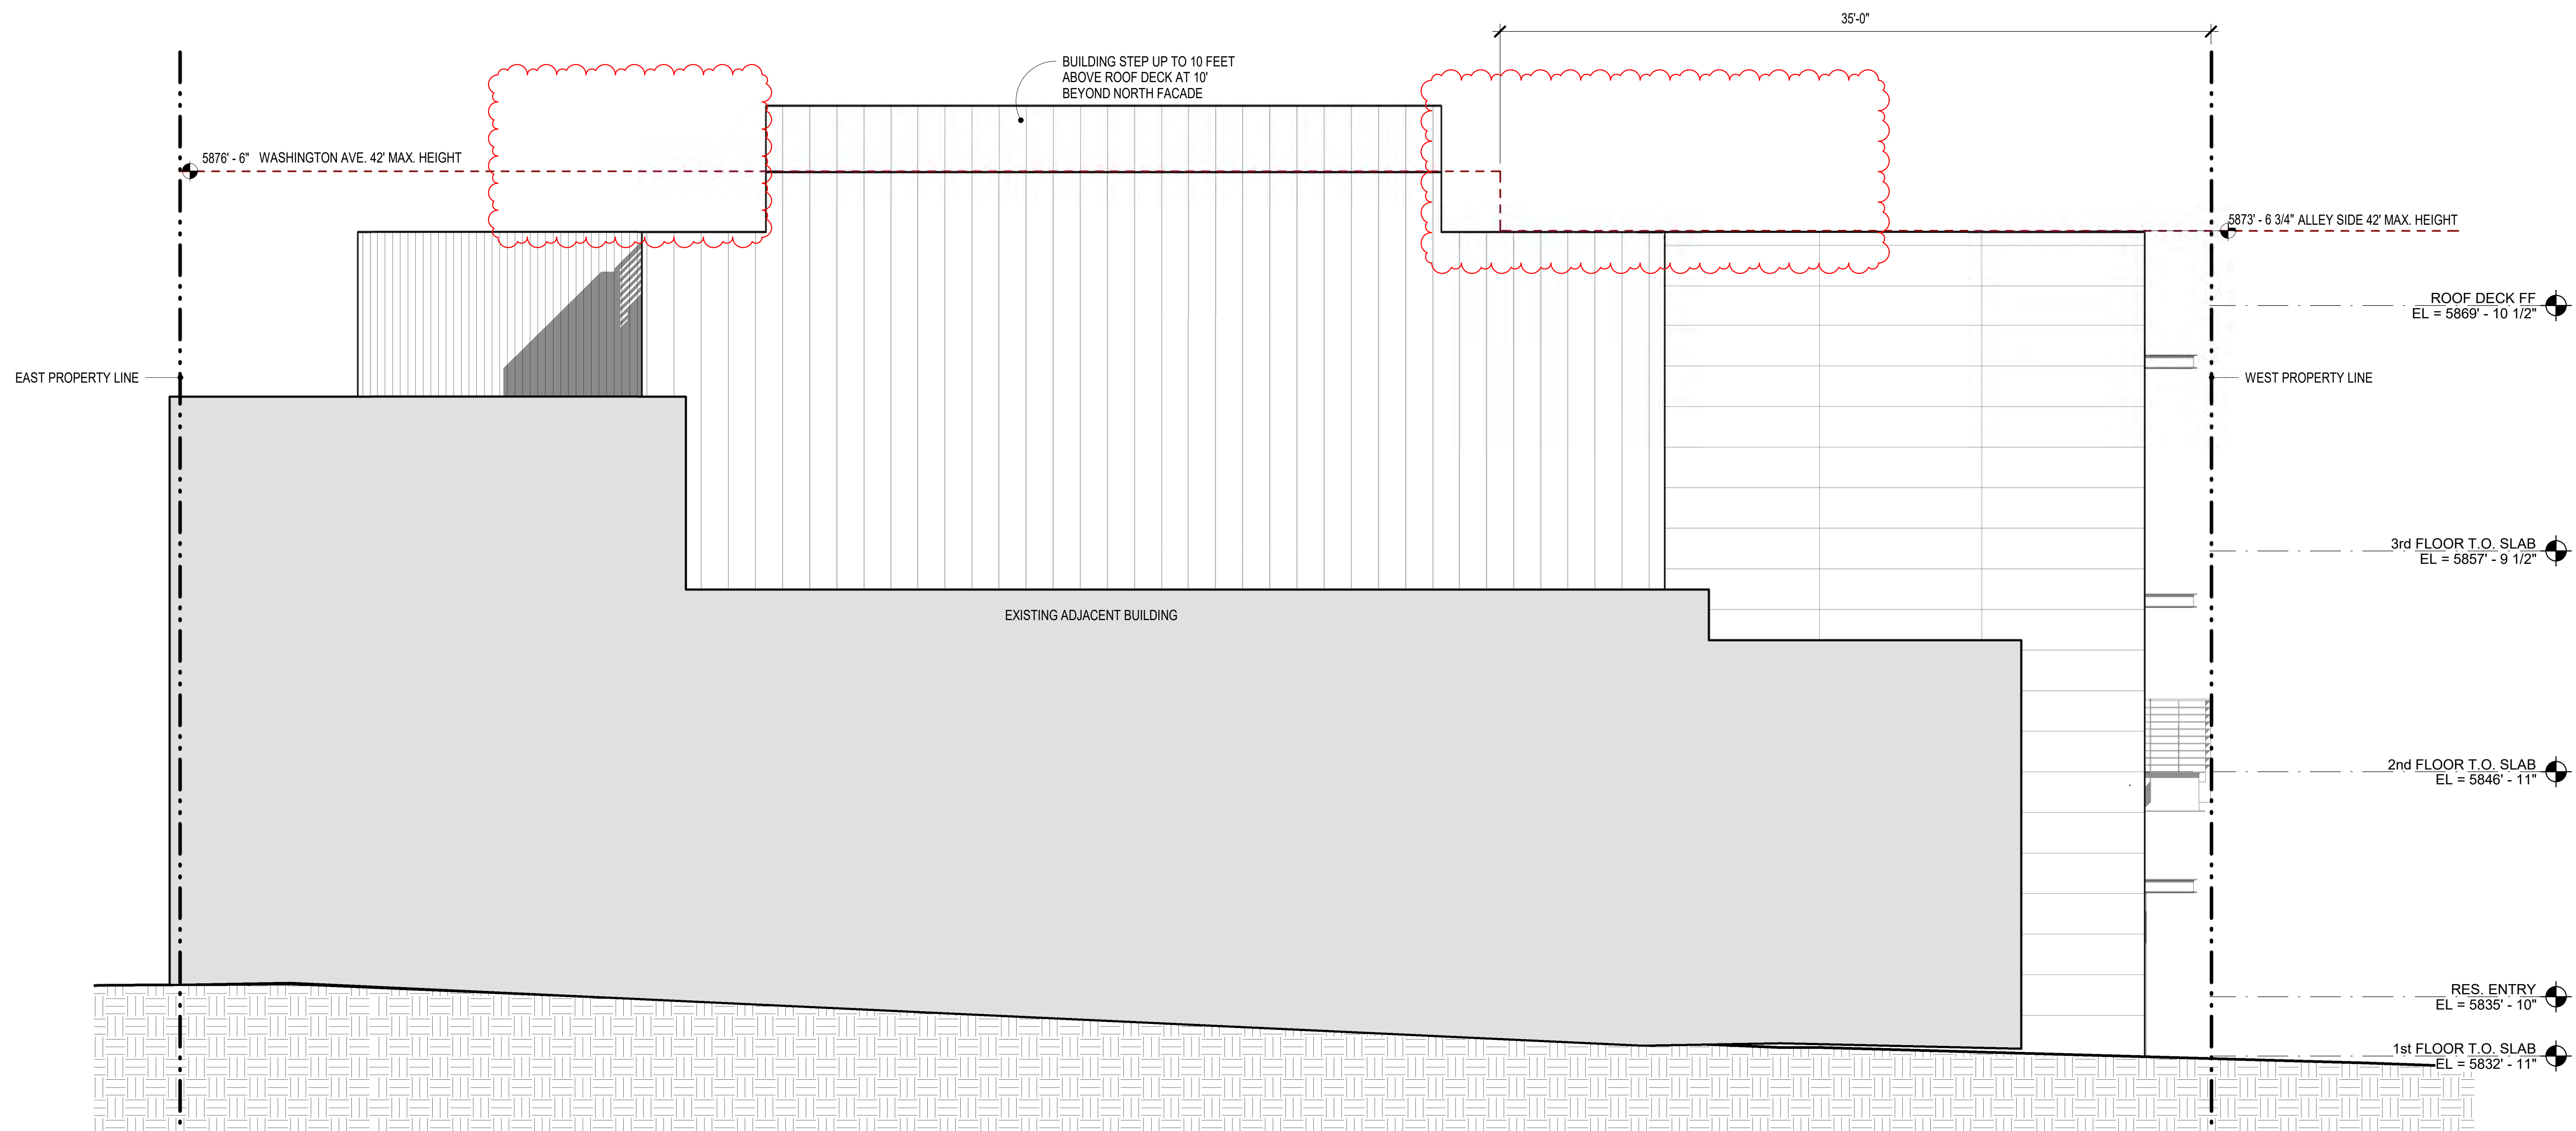 35'-0"
BUILDING STEP UP TO 10 FEET
ABOVE ROOF DECK AT 10'
BEYOND NORTH FACADE
5876' - 6" WASHINGTON AVE. 42' MAX. HEIGHT
5873' - 6 3/4" ALLEY SIDE 42' MAX. HEIGHT
ROOF DECK FF
EL = 5869' - 10 1/2"
EAST PROPERTY LINE
WEST PROPERTY LINE
3rd FLOOR T.O. SLAB
EL = 5857' - 9 1/2"
EXISTING ADJACENT BUILDING
2nd FLOOR T.O. SLAB
EL = 5846' - 11"
RES. ENTRY
EL = 5835' - 10"
1st FLOOR T.O. SLAB
EL = 5832' - 11"